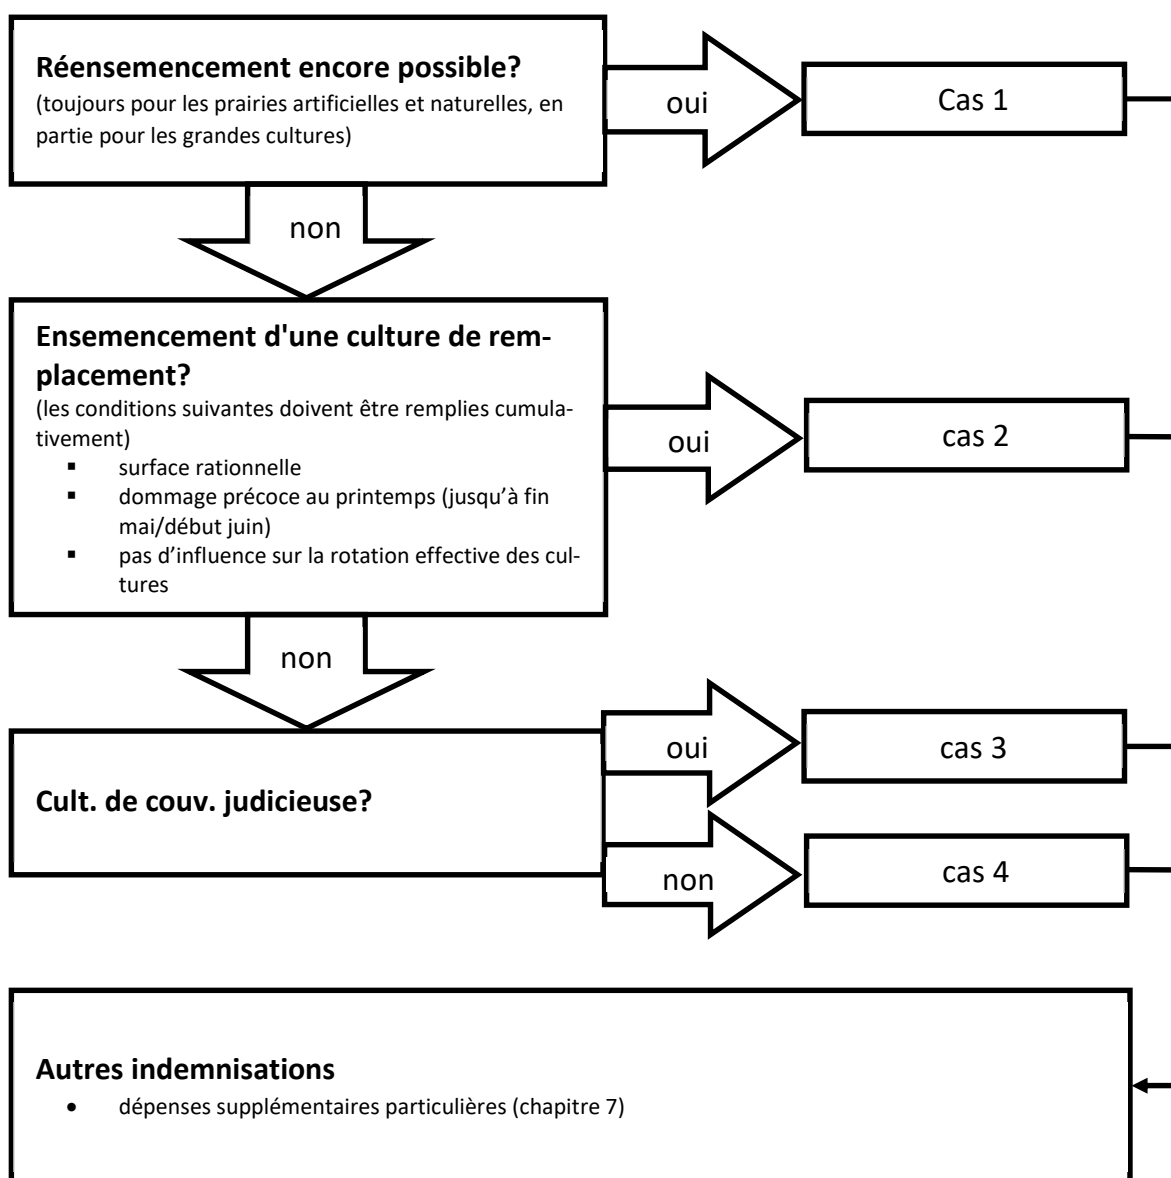 Réensemencement encore possible?
(toujours pour les prairies artificielles et naturelles, en
partie pour les grandes cultures)
oui
Cas 1
non
Ensemencement d'une culture de rem-
placement?
(les conditions suivantes doivent être remplies cumula-
tivement)
▪ surface rationnelle
▪ dommage précoce au printemps (jusqu’à fin
mai/début juin)
▪ pas d’influence sur la rotation effective des cul-
tures
oui
cas 2
non
Cult. de couv. judicieuse?
oui
cas 3
non
cas 4
Autres indemnisations
• dépenses supplémentaires particulières (chapitre 7)